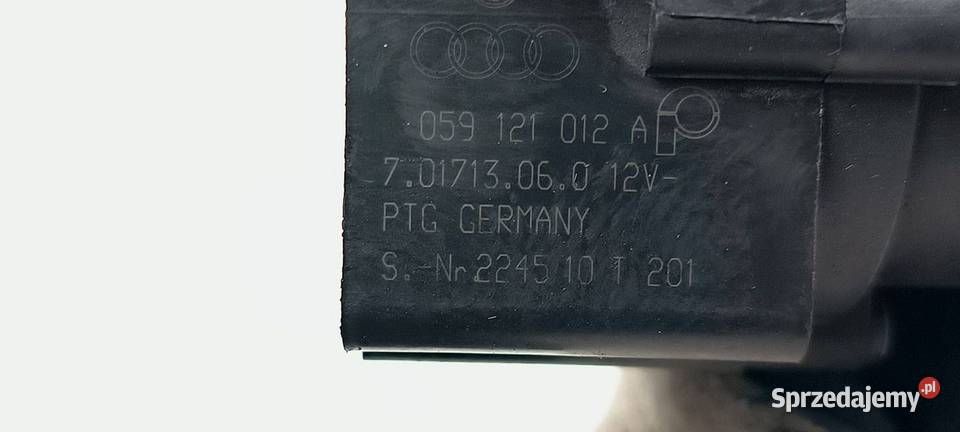 059 121 012 A
7.01713.06.0 12V-
PTG GERMANY
S.-Nr.2245 10 T 201
Sprzedajemy.pl